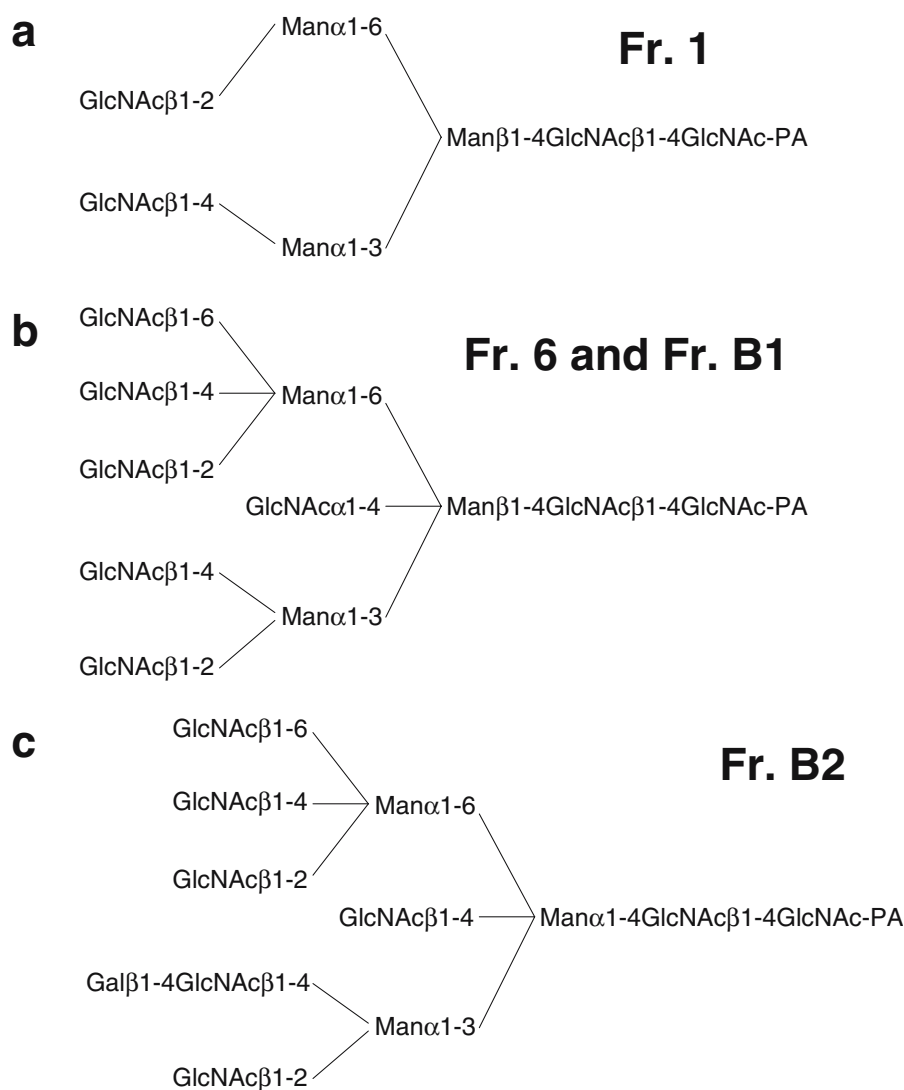 a
Fr. 1
Manα1-6
GlcNAcβ1-2
Manβ1-4GlcNAcβ1-4GlcNAc-PA
GlcNAcβ1-4
Manα1-3
b
Fr. 6 and Fr. B1
GlcNAcβ1-6
GlcNAcβ1-4
Manα1-6
GlcNAcβ1-2
GlcNAcα1-4
Manβ1-4GlcNAcβ1-4GlcNAc-PA
GlcNAcβ1-4
Manα1-3
GlcNAcβ1-2
c
Fr. B2
GlcNAcβ1-6
GlcNAcβ1-4
Manα1-6
GlcNAcβ1-2
GlcNAcβ1-4
Manα1-4GlcNAcβ1-4GlcNAc-PA
Galβ1-4GlcNAcβ1-4
Manα1-3
GlcNAcβ1-2